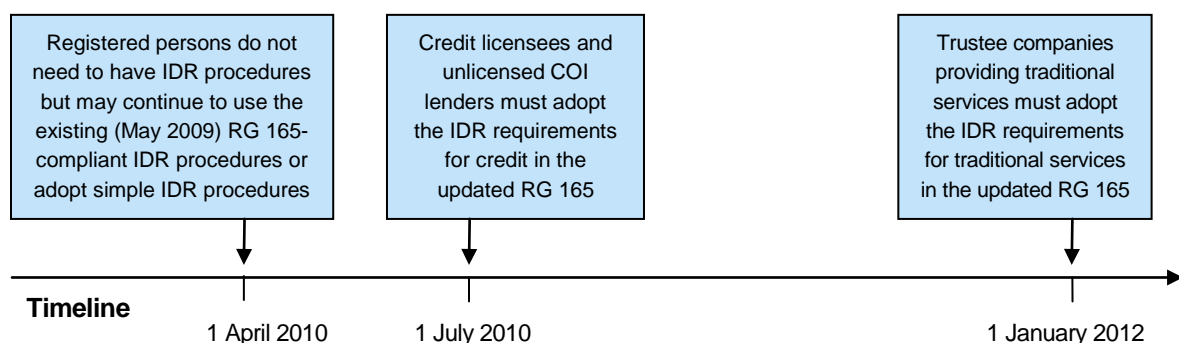 Registered persons do not
need to have IDR procedures
but may continue to use the
existing (May 2009) RG 165-
compliant IDR procedures or
adopt simple IDR procedures
Credit licensees and
unlicensed COI
lenders must adopt
the IDR requirements
for credit in the
updated RG 165
Trustee companies
providing traditional
services must adopt
the IDR requirements
for traditional services
in the updated RG 165
Timeline
1 April 2010
1 July 2010
1 January 2012